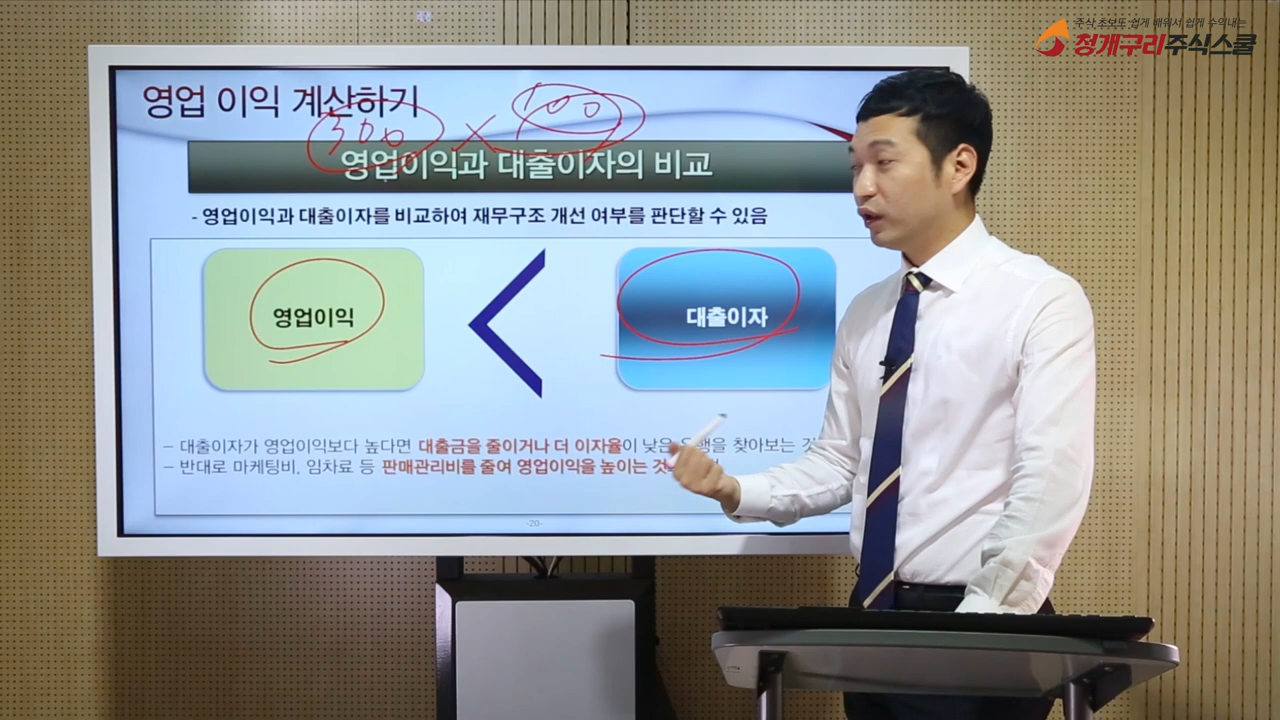 주식 초보도 쉽게 배워서 쉽게 수익내는
청개구리주식스쿨
영업 이익 계산하기
300 × 100
영업이익과 대출이자의 비교
- 영업이익과 대출이자를 비교하여 재무구조 개선 여부를 판단할 수 있음
영업이익 < 대출이자
– 대출이자가 영업이익보다 높다면 대출금을 줄이거나 더 이자율이 낮은 찾아보는
– 반대로 마케팅비, 임차료 등 판매관리비를 줄여 영업이익을 높이는
-20-